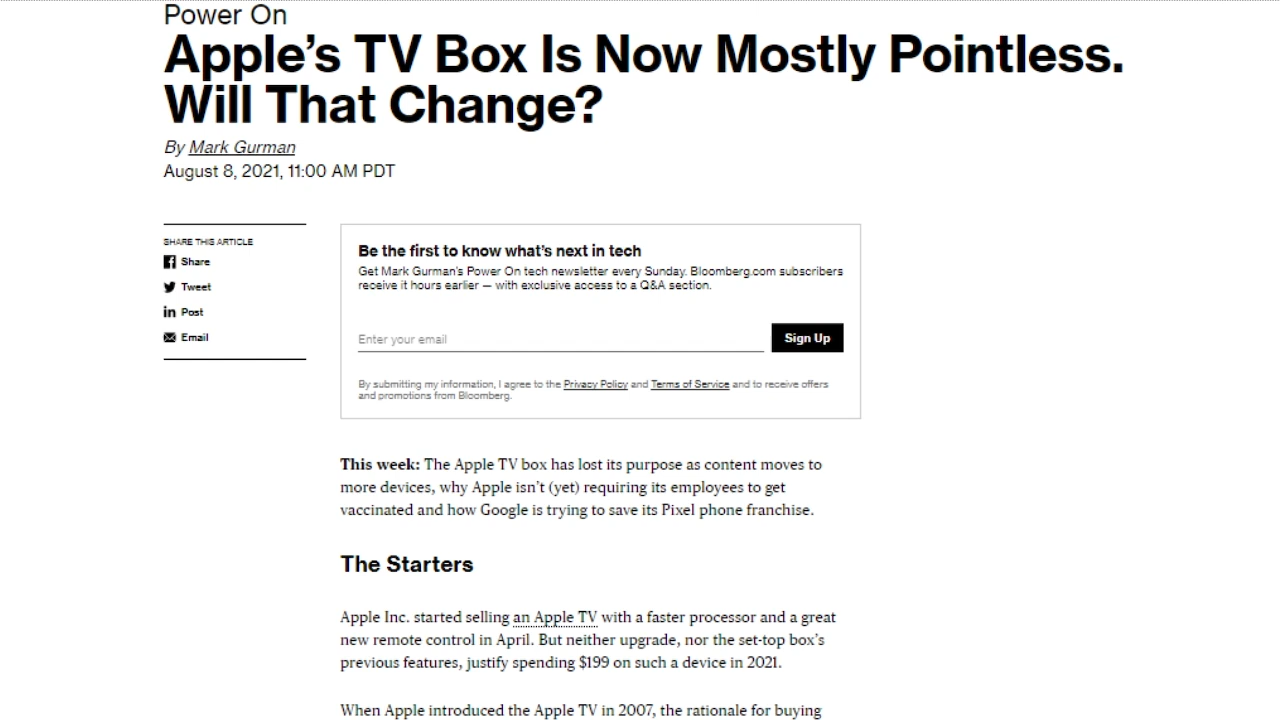 Power On
Apple's TV Box Is Now Mostly Pointless.
Will That Change?
By Mark Gurman
August 8, 2021, 11:00 AM PDT
SHARE THIS ARTICLE
Share
Tweet
Post
Email
Be the first to know what's next in tech
Get Mark Gurman's Power On tech newsletter every Sunday. Bloomberg.com subscribers
receive it hours earlier — with exclusive access to a Q&A section.
Enter your email
Sign Up
By submitting my information, I agree to the Privacy Policy and Terms of Service and to receive offers
and promotions from Bloomberg.
This week: The Apple TV box has lost its purpose as content moves to
more devices, why Apple isn't (yet) requiring its employees to get
vaccinated and how Google is trying to save its Pixel phone franchise.
The Starters
Apple Inc. started selling an Apple TV with a faster processor and a great
new remote control in April. But neither upgrade, nor the set-top box's
previous features, justify spending $199 on such a device in 2021.
When Apple introduced the Apple TV in 2007, the rationale for buying